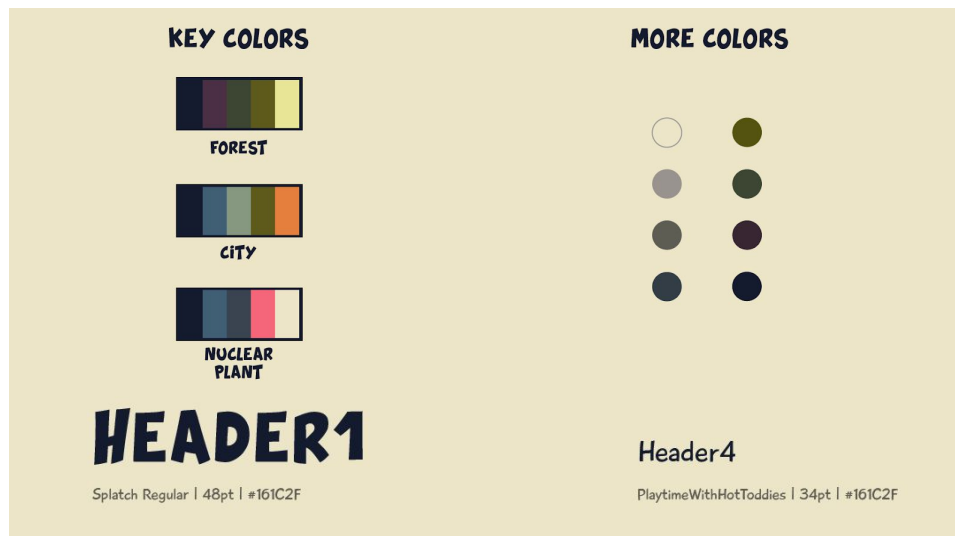 KEY COLORS
MORE COLORS
FOREST
CiTY
NUCLEAR
PLANT
HEADER1
Header4
Splatch Regular | 48pt | #161C2F
PlaytimeWithHotToddies | 34pt | #161C2F